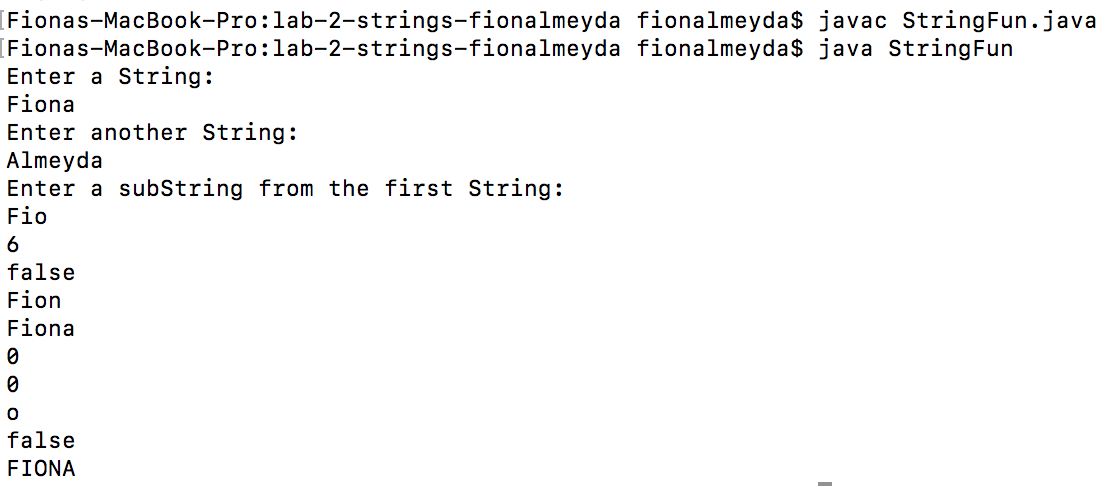 Fionas-MacBook-Pro:lab-2-strings-fionalmeyda fionalmeyda$ javac StringFun.java
Fionas-MacBook-Pro:lab-2-strings-fionalmeyda fionalmeyda$ java StringFun
Enter a String:
Fiona
Enter another String:
Almeyda
Enter a subString from the first String:
Fio
6
false
Fion
Fiona
0
0
o
false
FIONA